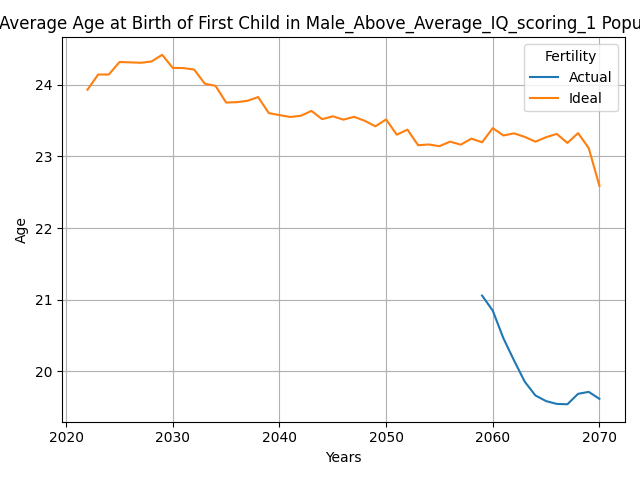 Average Age at Birth of First Child in Male_Above_Average_IQ_scoring_1
Fertility
Actual
Ideal
24
23
22
21
20
Age
2020
2030
2040
2050
2060
2070
Years